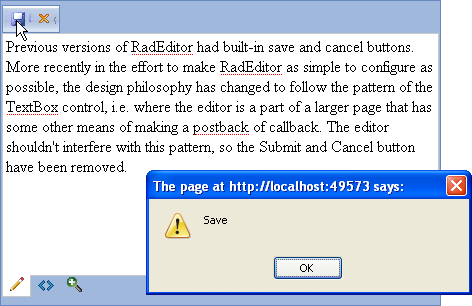 Previous versions of RadEditor had built-in save and cancel buttons.
More recently in the effort to make RadEditor as simple to configure as
possible, the design philosophy has changed to follow the pattern of the
TextBox control, i.e. where the editor is a part of a larger page that has
some other means of making a postback of callback. The editor
shouldn't interfere with this pattern, so the Submit and Cancel button
have been removed.
The page at http://localhost:49573 says:
Save
OK